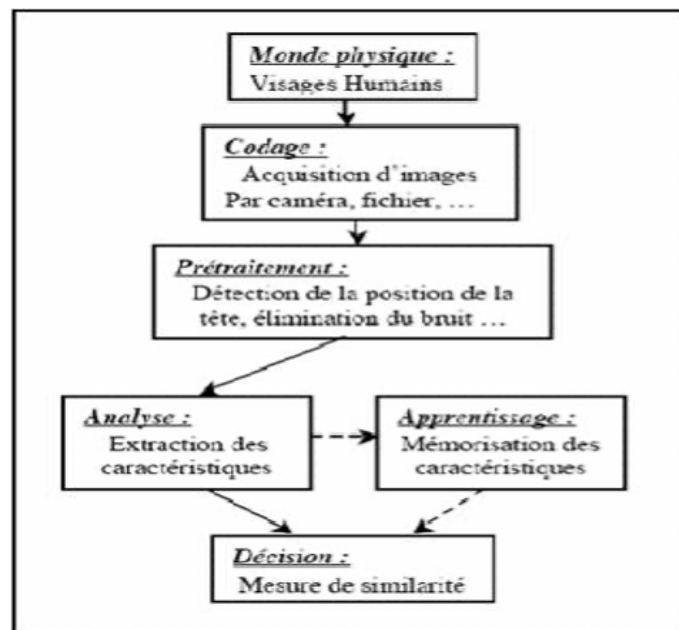 Monde physique :
Visages Humains
Codage :
Acquisition d'images
Par caméra, fichier, …
Prétraitement :
Détection de la position de la
tête, élimination du bruit …
Analyse :
Extraction des
caractéristiques
Apprentissage :
Mémorisation des
caractéristiques
Décision :
Mesure de similarité